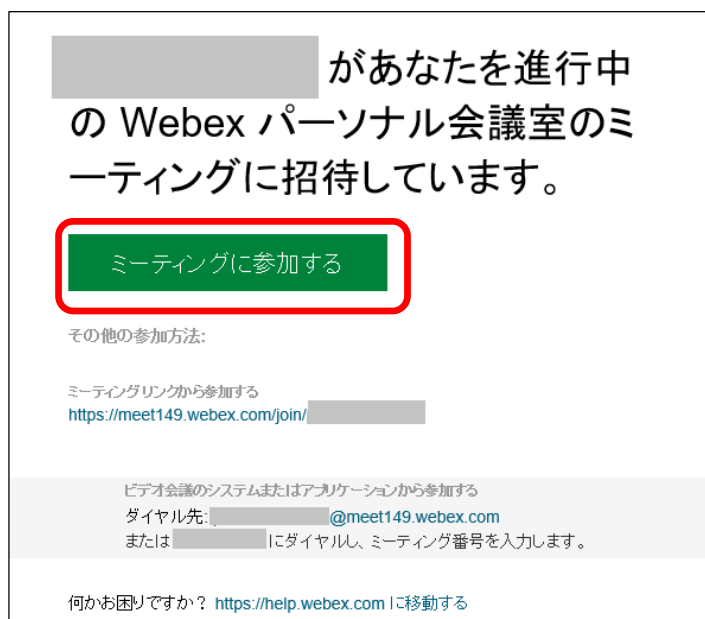 があなたを進行中
の Webex パーソナル会議室のミ
ーティングに招待しています。
ミーティングに参加する
その他の参加方法:
ミーティングリンクから参加する
https://meet149.webex.com/join/
ビデオ会議のシステムまたはアプリケーションから参加する
ダイヤル先: @meet149.webex.com
または にダイヤルし、ミーティング番号を入力します。
何かお困りですか? https://help.webex.com に移動する